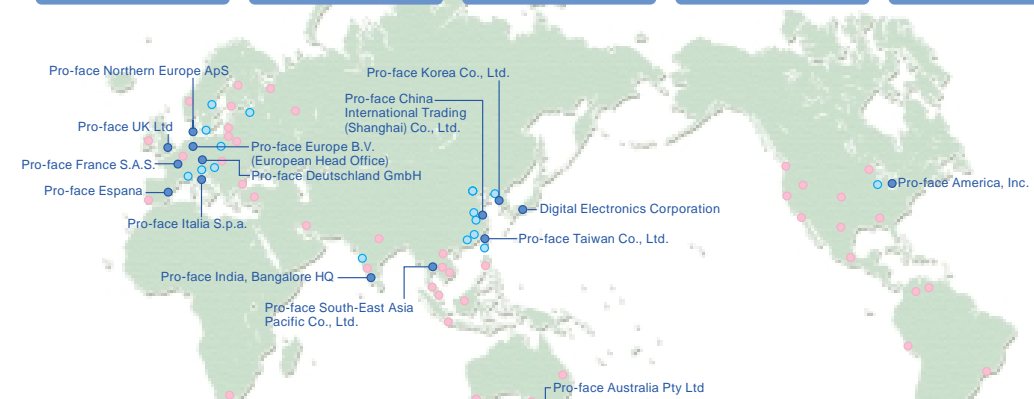 Pro-face Northern Europe ApS
Pro-face Korea Co., Ltd.
Pro-face China
International Trading
(Shanghai) Co., Ltd.
Pro-face UK Ltd
Pro-face Europe B.V.
(European Head Office)
Pro-face France S.A.S.
Pro-face Deutschland GmbH
Pro-face America, Inc.
Pro-face Espana
Digital Electronics Corporation
Pro-face Italia S.p.a.
Pro-face Taiwan Co., Ltd.
Pro-face India, Bangalore HQ
Pro-face South-East Asia
Pacific Co., Ltd.
Pro-face Australia Pty Ltd